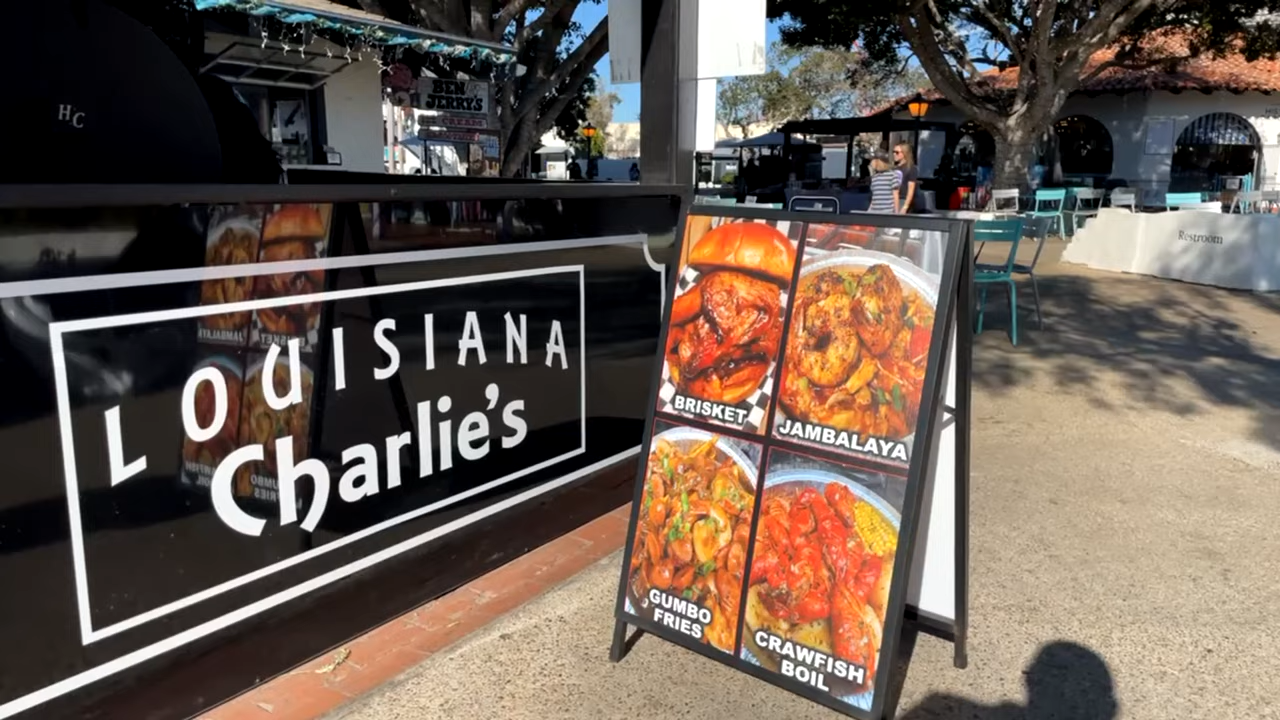 HC
BEN
JERRY'S
LOUISIANA
Charlie's
BRISKET
JAMBALAYA
GUMBO
FRIES
CRAWFISH
BOIL
Restroom